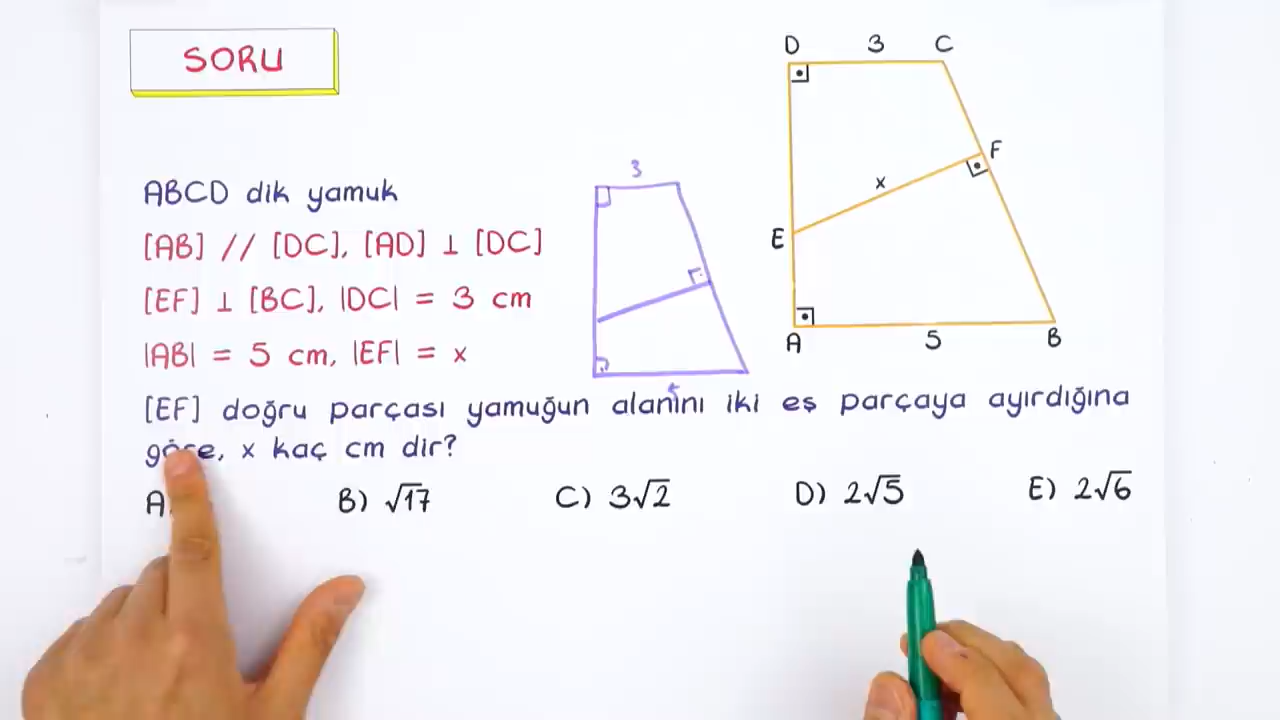 SORU
ABCD dik yamuk
[AB] // [DC], [AD] ⊥ [DC]
[EF] ⊥ [BC], |DC| = 3 cm
|AB| = 5 cm, |EF| = x
[EF] doğru parçası yamuğun alanını iki eş parçaya ayırdığına
göre, x kaç cm dir?
A) B) √17 C) 3√2 D) 2√5 E) 2√6
3
D 3 C
F
x
E
A 5 B